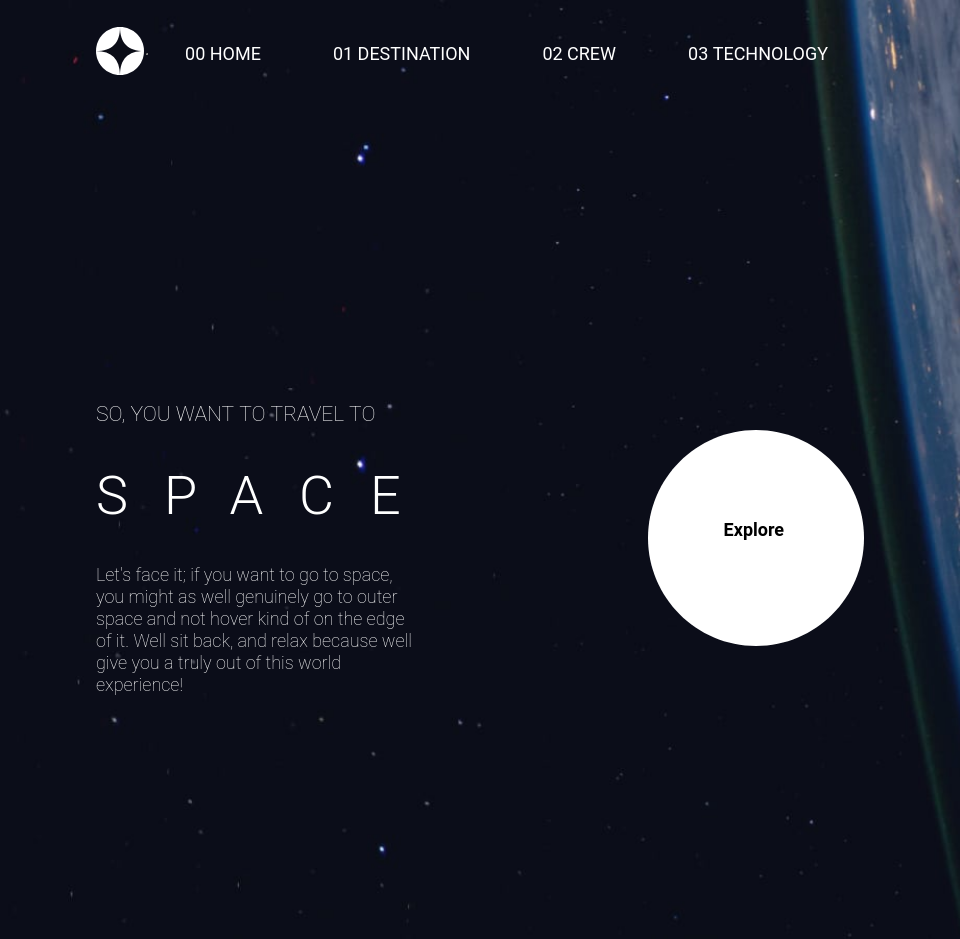 00 HOME 01 DESTINATION 02 CREW 03 TECHNOLOGY
SO, YOU WANT TO TRAVEL TO
SPACE
Let's face it; if you want to go to space,
you might as well genuinely go to outer
space and not hover kind of on the edge
of it. Well sit back, and relax because well
give you a truly out of this world
experience!
Explore